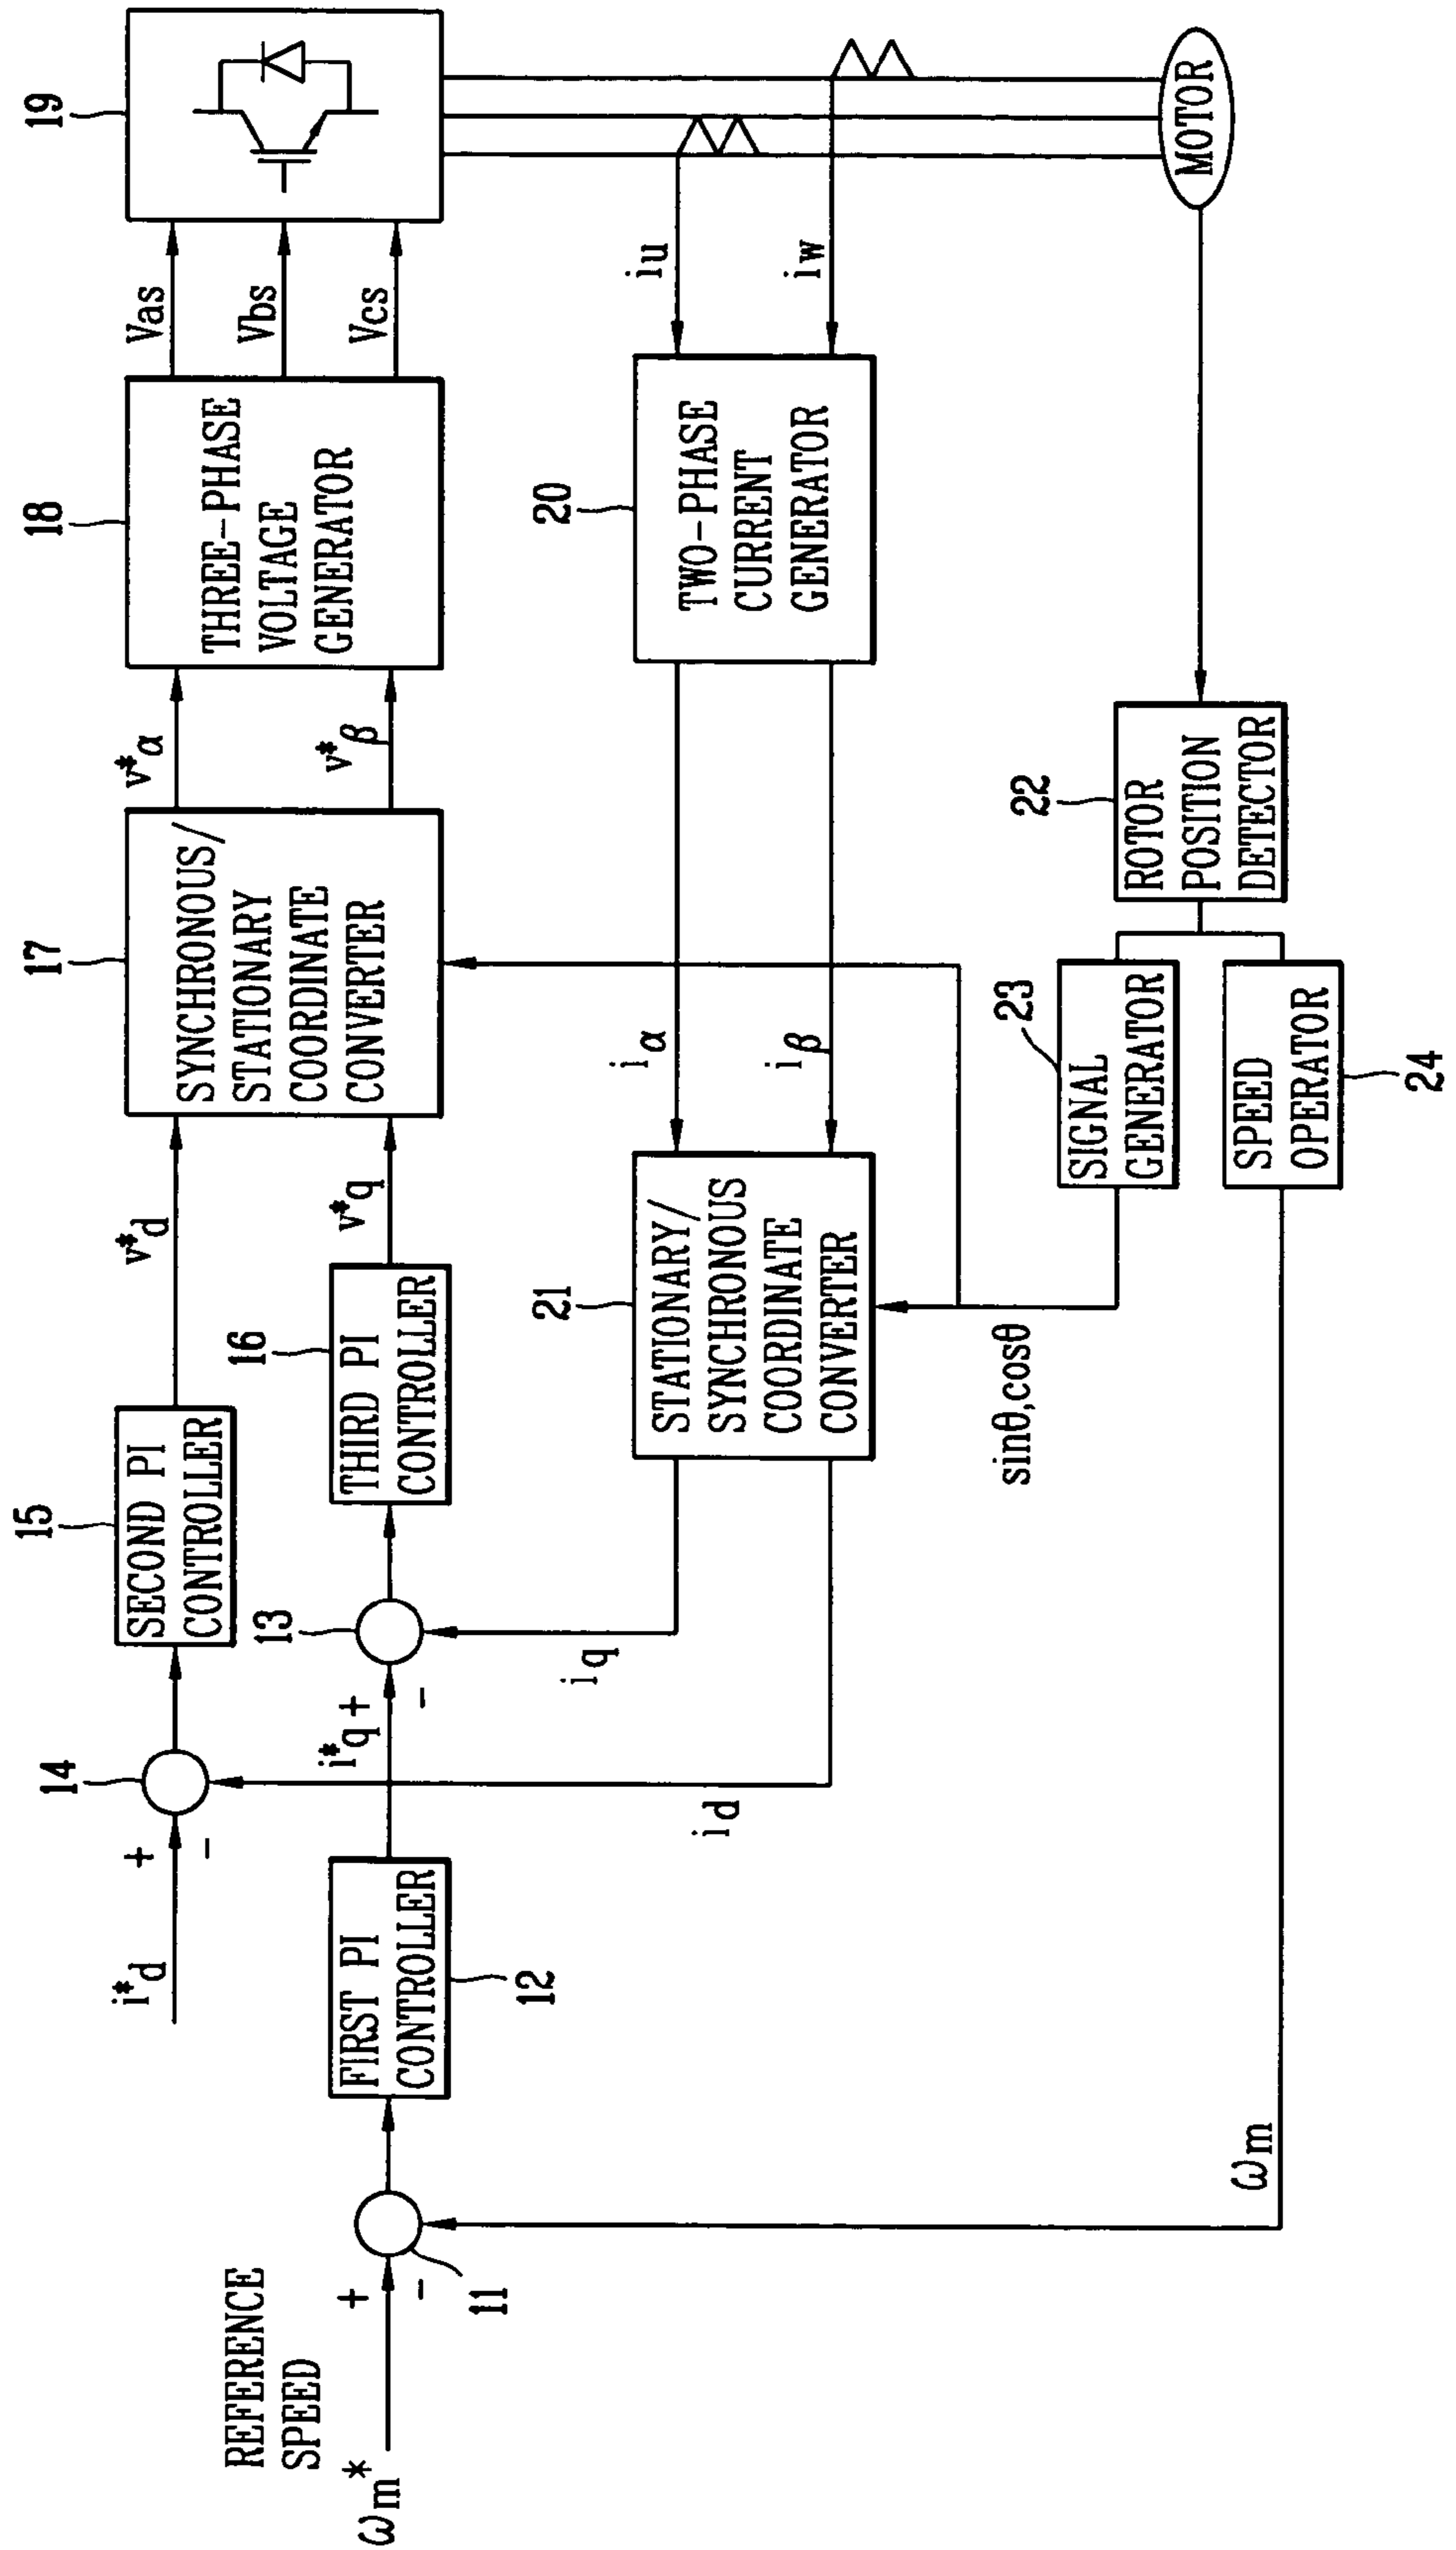 REFERENCE
SPEED
ωm*
+
-
11
FIRST PI
CONTROLLER
12
i*d
+
-
14
i*q
+
-
13
SECOND PI
CONTROLLER
15
THIRD PI
CONTROLLER
16
v*d
v*q
SYNCHRONOUS/
STATIONARY
COORDINATE
CONVERTER
17
v*α
v*β
THREE-PHASE
VOLTAGE
GENERATOR
18
Vas
Vbs
Vcs
19
iq
id
STATIONARY/
SYNCHRONOUS
COORDINATE
CONVERTER
21
iα
iβ
TWO-PHASE
CURRENT
GENERATOR
20
iu
iw
sinθ,cosθ
SIGNAL
GENERATOR
23
SPEED
OPERATOR
24
ROTOR
POSITION
DETECTOR
22
MOTOR
ωm